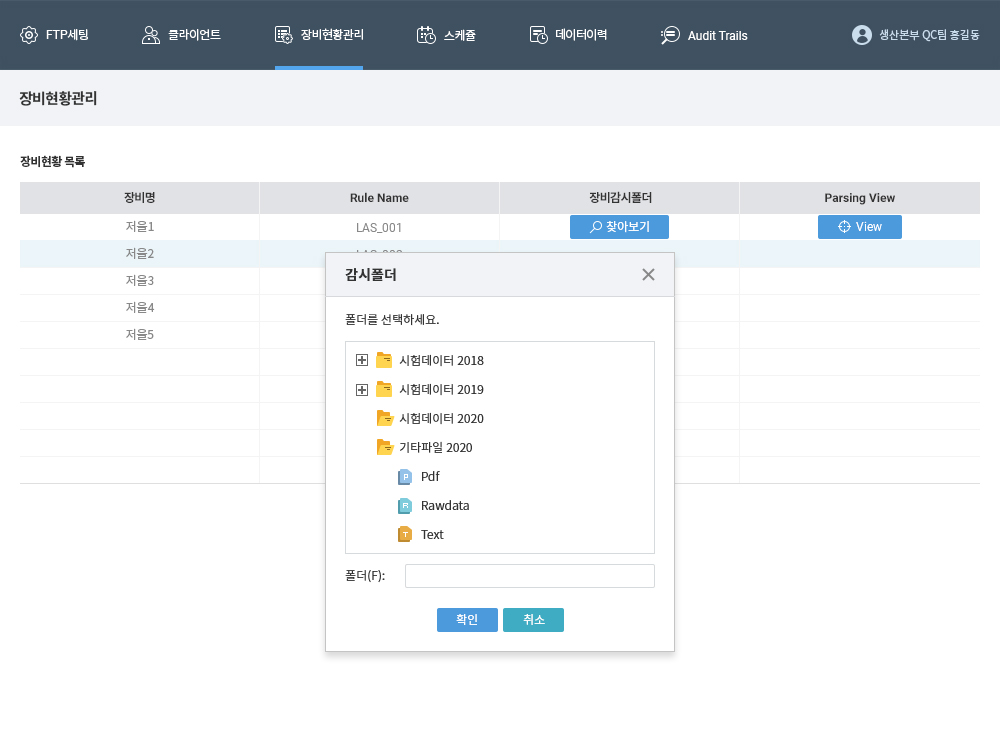 FTP세팅 클라이언트 장비현황관리 스케쥴 데이터이력 Audit Trails 생산본부 QC팀 홍길동
장비현황관리
장비현황 목록
장비명 Rule Name 장비감시폴더 Parsing View
저울1 LAS_001 찾아보기 View
저울2
저울3
저울4
저울5
감시폴더
폴더를 선택하세요.
시험데이터 2018
시험데이터 2019
시험데이터 2020
기타파일 2020
Pdf
Rawdata
Text
폴더(F):
확인 취소